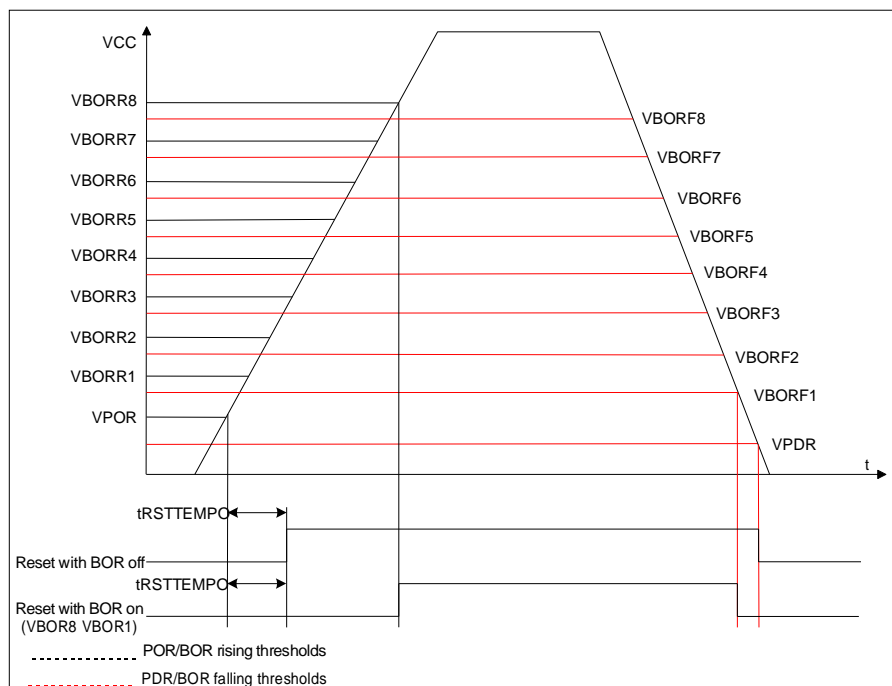 VCC
VBORR8
VBORF8
VBORR7
VBORF7
VBORR6
VBORF6
VBORR5
VBORF5
VBORR4
VBORF4
VBORR3
VBORF3
VBORR2
VBORF2
VBORR1
VBORF1
VPOR
VPDR
t
tRSTTEMPO
Reset with BOR off
tRSTTEMPO
Reset with BOR on
(VBOR8 VBOR1)
POR/BOR rising thresholds
PDR/BOR falling thresholds